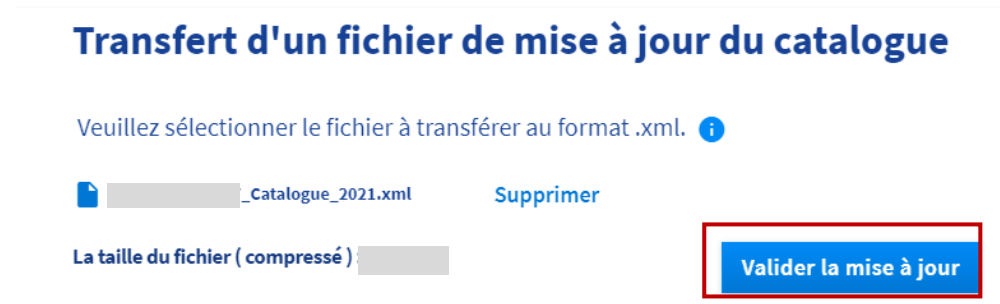 Transfert d'un fichier de mise à jour du catalogue
Veuillez sélectionner le fichier à transférer au format .xml.
_Catalogue_2021.xml Supprimer
La taille du fichier ( compressé ) :
Valider la mise à jour